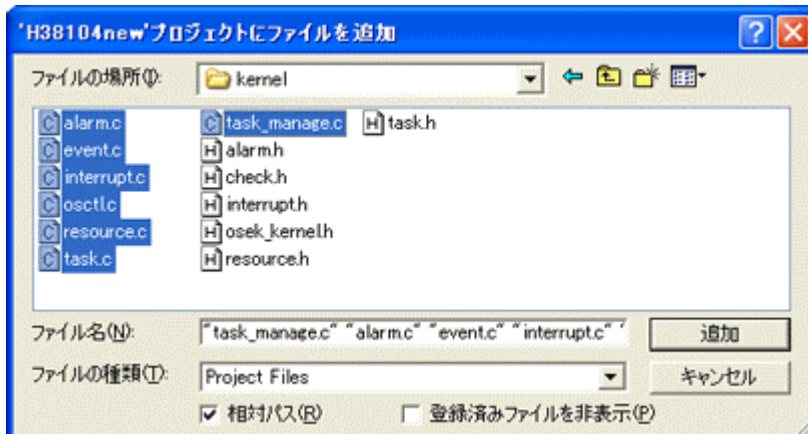 'H38104new'プロジェクトにファイルを追加
ファイルの場所(I):
kernel
alarm.c
event.c
interrupt.c
osctl.c
resource.c
task.c
task_manage.c
alarm.h
check.h
interrupt.h
osek_kernel.h
resource.h
task.h
ファイル名(N):
"task_manage.c" "alarm.c" "event.c" "interrupt.c" "
追加
ファイルの種類(T):
Project Files
キャンセル
相対パス(R)
登録済みファイルを非表示(P)